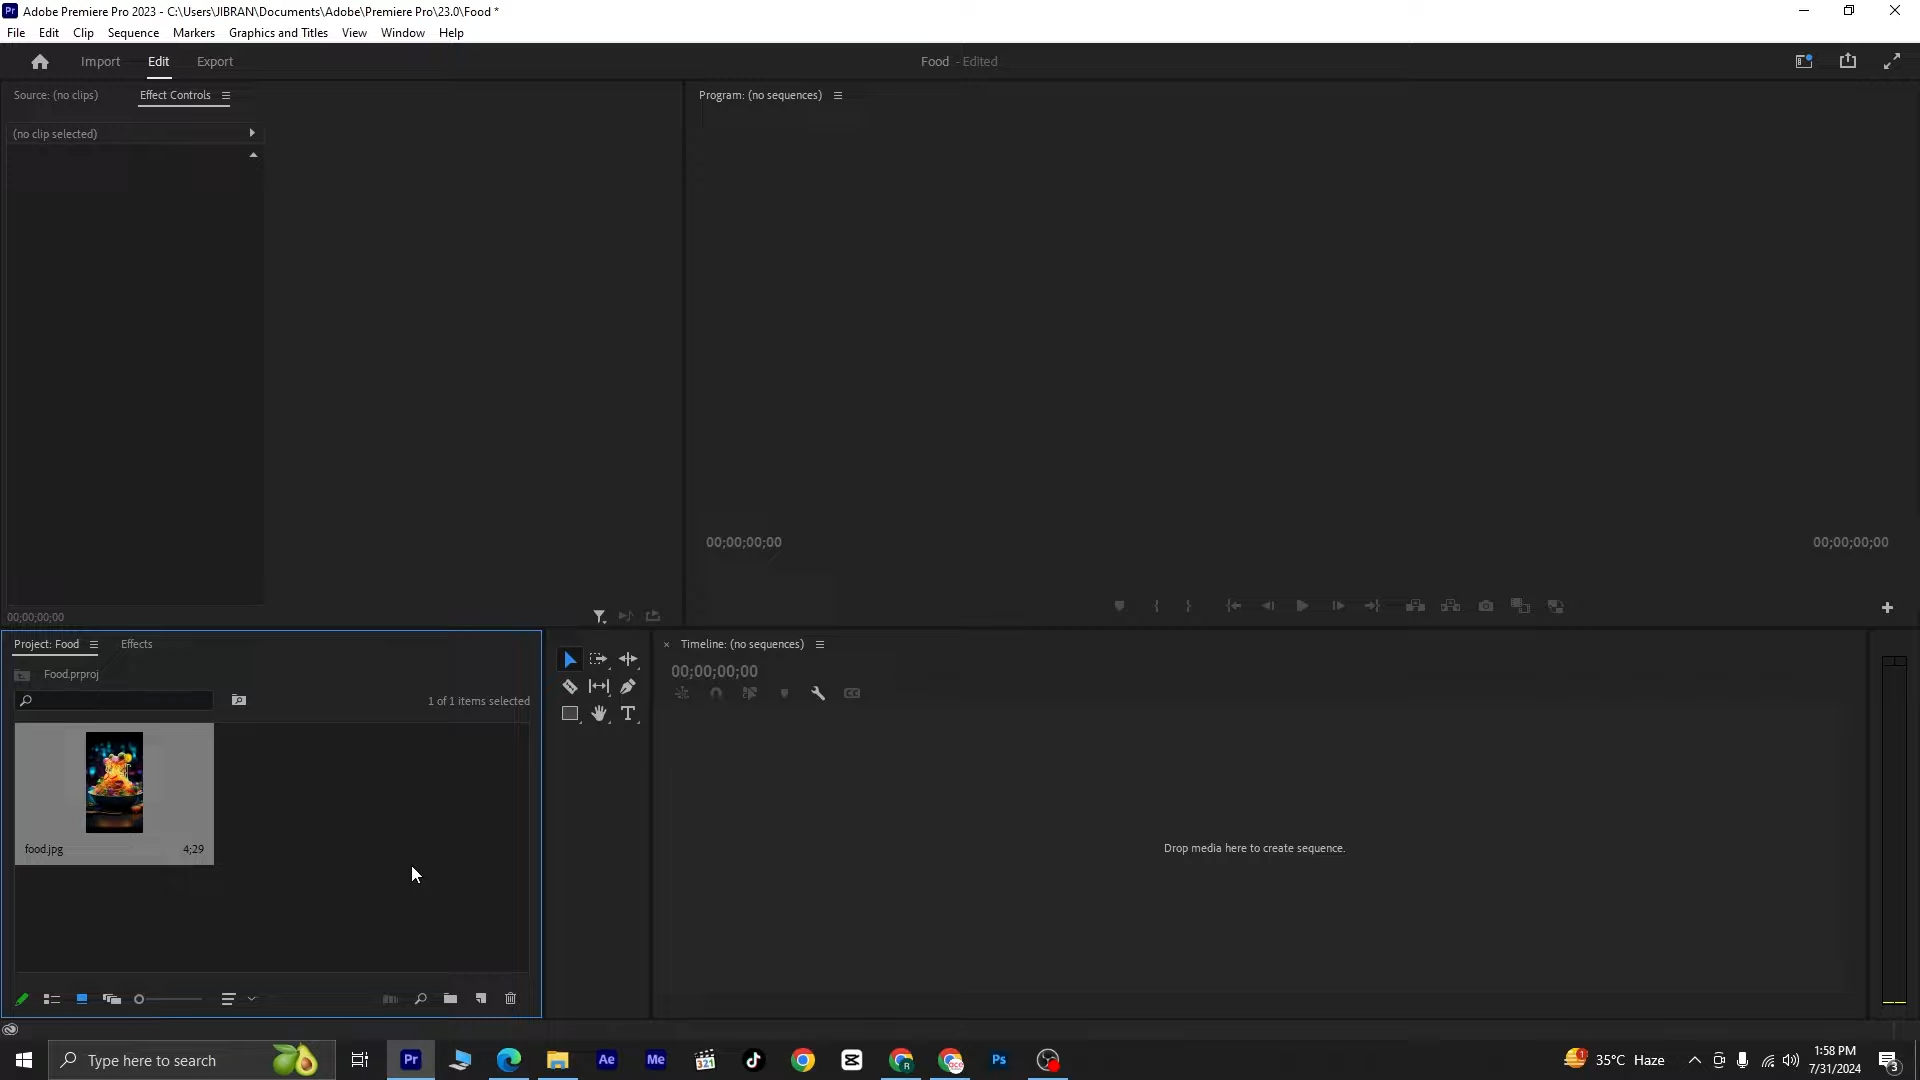 Adobe Premiere Pro 2023 - C:\Users\JIBRAN\Documents\Adobe\Premiere Pro\23.0\Food *
File Edit Clip Sequence Markers Graphics and Titles View Window Help
Import Edit Export Food - Edited
Source: (no clips) Effect Controls Program: (no sequences)
(no clip selected)
00;00;00;00 00;00;00;00
00;00;00;00
Project: Food Effects Timeline: (no sequences)
Food.prproj 00;00;00;00
1 of 1 items selected
food.jpg 4;29
Drop media here to create sequence.
Type here to search
35°C Haze
1:58 PM
7/31/2024